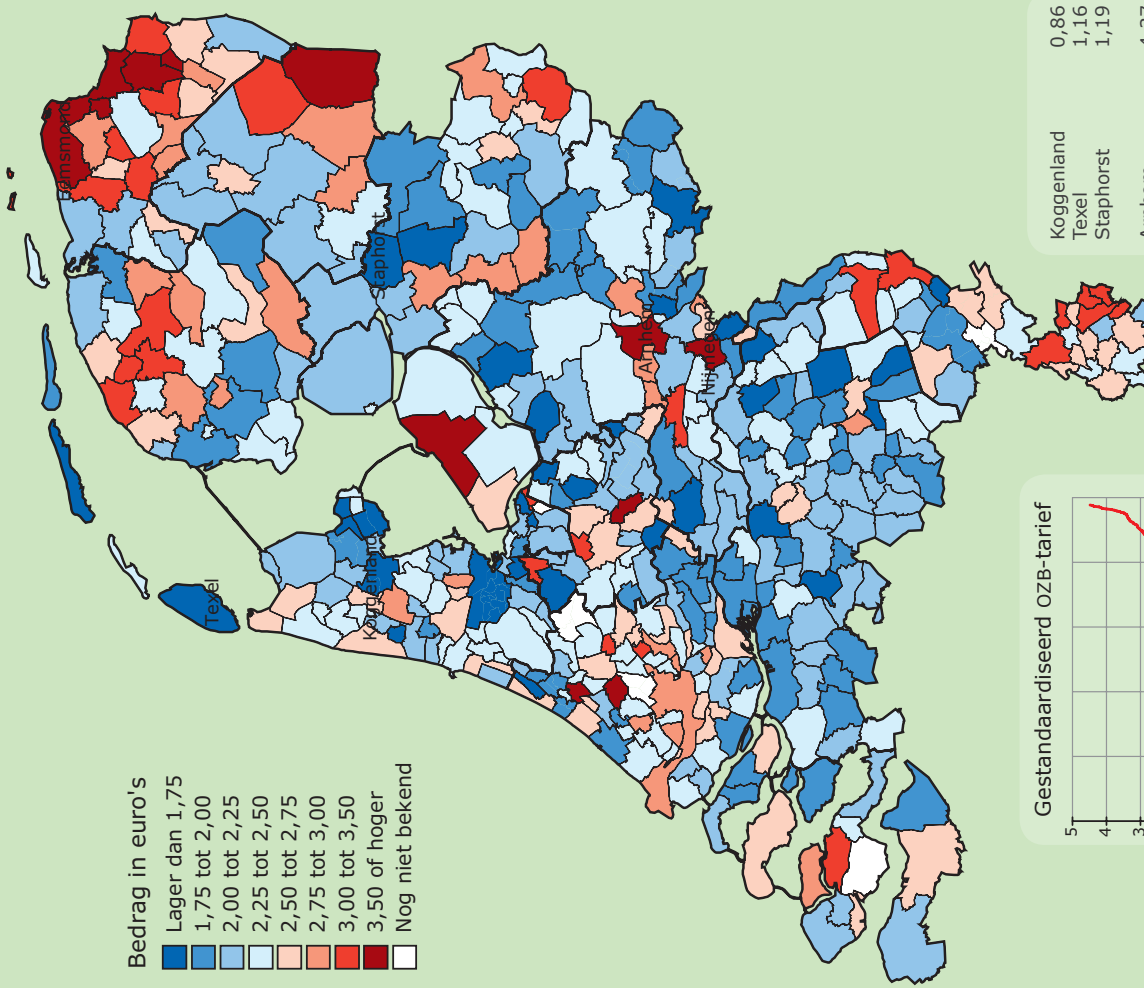 Eemsmond
Staphorst
Texel
Koggenland
Arnhem
Nijmegen
Bedrag in euro's
Lager dan 1,75
1,75 tot 2,00
2,00 tot 2,25
2,25 tot 2,50
2,50 tot 2,75
2,75 tot 3,00
3,00 tot 3,50
3,50 of hoger
Nog niet bekend
Koggenland 0,86
Texel 1,16
Staphorst 1,19
Gestandaardiseerd OZB-tarief
5
4
3